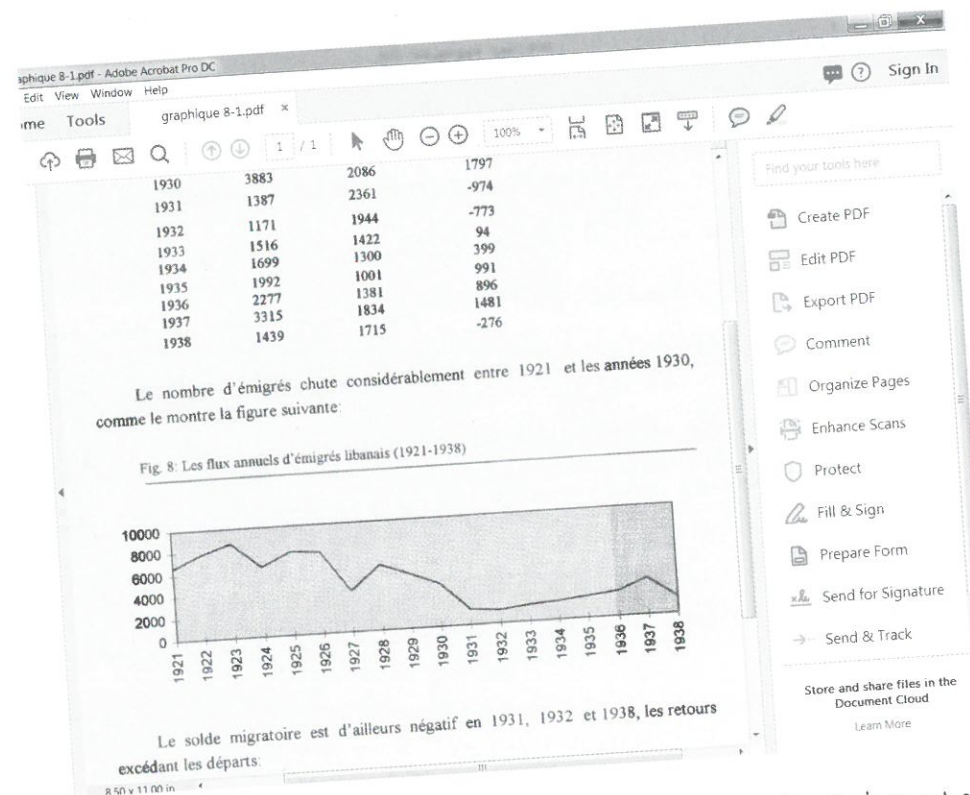 aphique 8-1.pdf - Adobe Acrobat Pro DC
Edit View Window Help
me Tools graphique 8-1.pdf × Sign In
1 / 1 100%
1930 3883 2086 1797
1931 1387 2361 -974
1932 1171 1944 -773
1933 1516 1422 94
1934 1699 1300 399
1935 1992 1001 991
1936 2277 1381 896
1937 3315 1834 1481
1938 1439 1715 -276
Le nombre d'émigrés chute considérablement entre 1921 et les années 1930,
comme le montre la figure suivante:
Fig. 8: Les flux annuels d'émigrés libanais (1921-1938)
10000
8000
6000
4000
2000
0
1921 1922 1923 1924 1925 1926 1927 1928 1929 1930 1931 1932 1933 1934 1935 1936 1937 1938
Le solde migratoire est d'ailleurs négatif en 1931, 1932 et 1938, les retours
excédant les départs:
8.50 x 11.00 in
Find your tools here
Create PDF
Edit PDF
Export PDF
Comment
Organize Pages
Enhance Scans
Protect
Fill & Sign
Prepare Form
Send for Signature
Send & Track
Store and share files in the
Document Cloud
Learn More